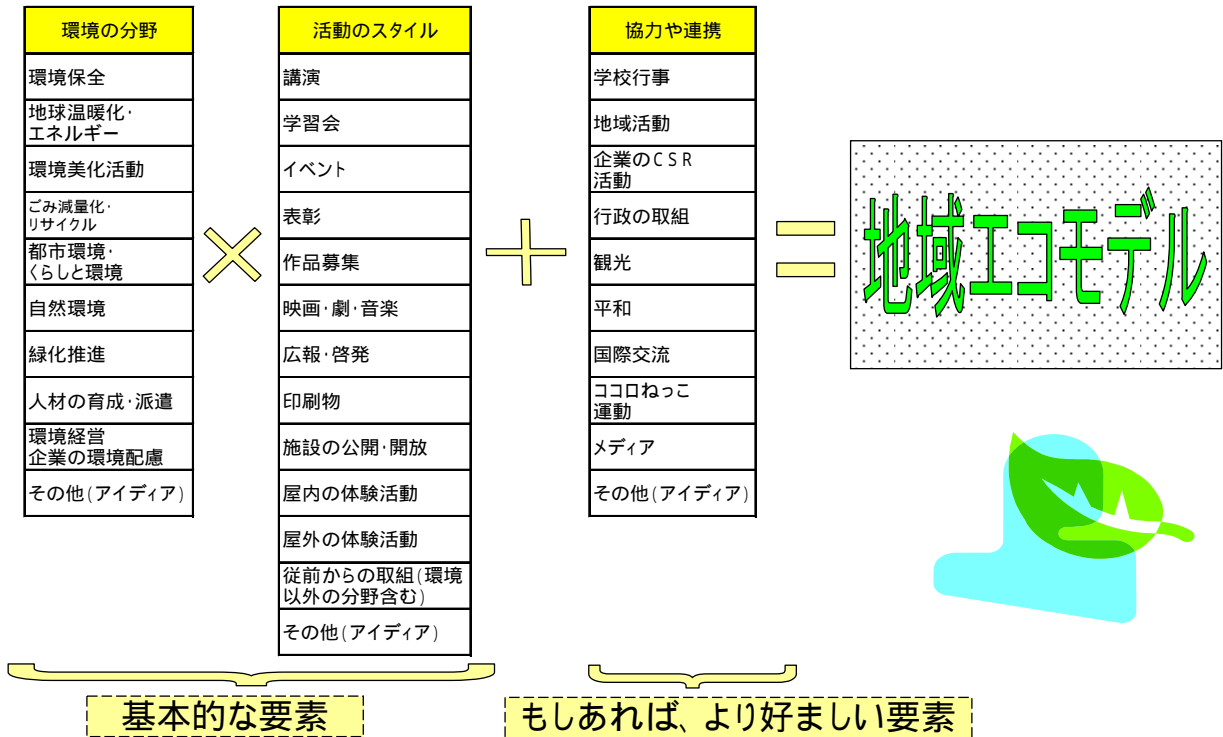 環境の分野
環境保全
地球温暖化・
エネルギー
環境美化活動
ごみ減量化・
リサイクル
都市環境・
くらしと環境
自然環境
緑化推進
人材の育成・派遣
環境経営
企業の環境配慮
その他(アイディア)
×
活動のスタイル
講演
学習会
イベント
表彰
作品募集
映画・劇・音楽
広報・啓発
印刷物
施設の公開・開放
屋内の体験活動
屋外の体験活動
従前からの取組(環境
以外の分野含む)
その他(アイディア)
+
協力や連携
学校行事
地域活動
企業のCSR
活動
行政の取組
観光
平和
国際交流
ココロねっこ
運動
メディア
その他(アイディア)
=
地域エコモデル
基本的な要素
もしあれば、より好ましい要素